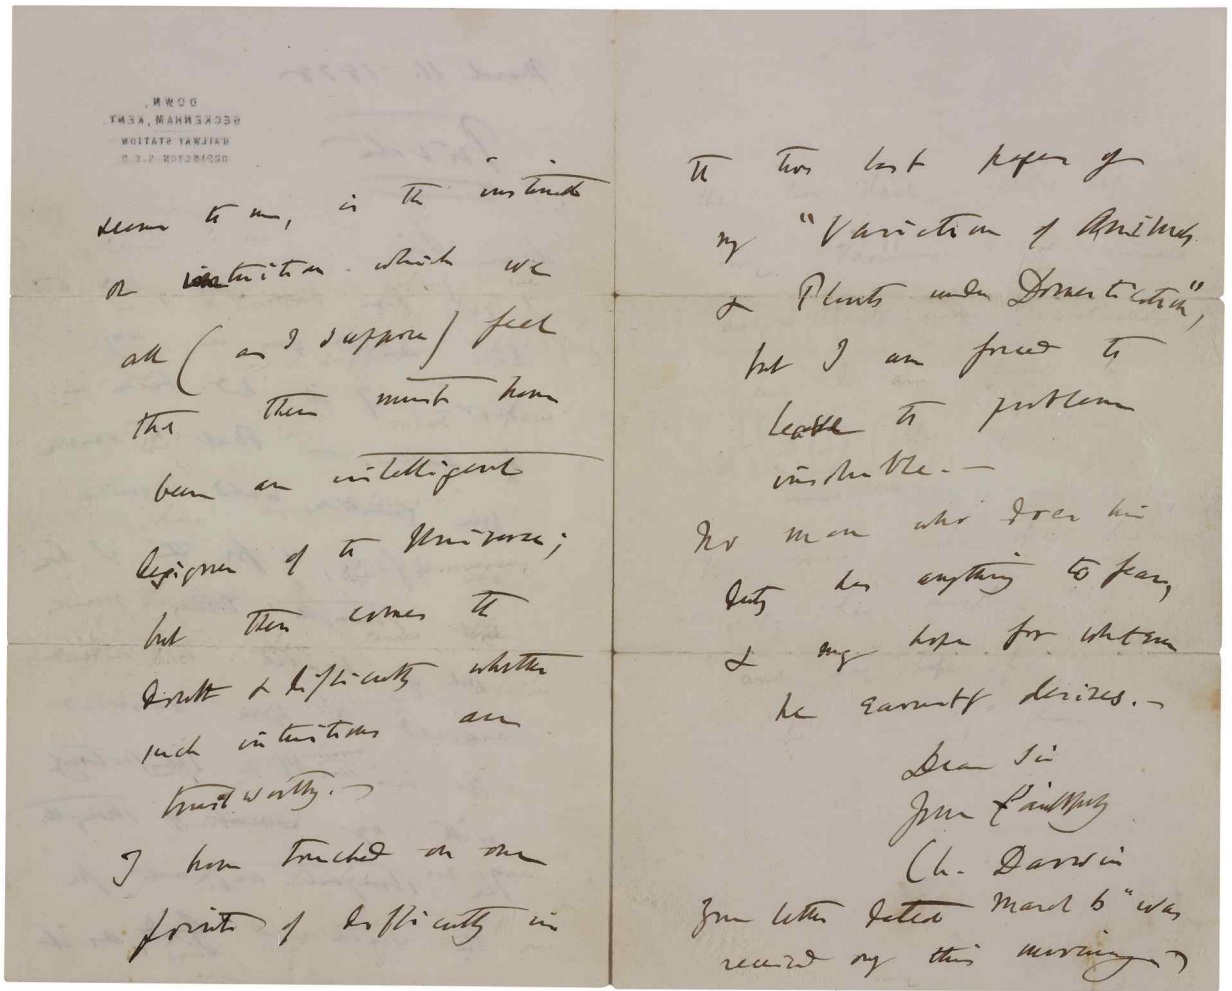 seems to me, is the instinct
or intuition which we
all (as I suppose) feel
that there must have
been an intelligent
beginner of the Universe;
but then comes the
doubt & difficulty whether
such intuitions are
trustworthy.—
I have touched on one
point of difficulty in
the two last pages of
my "Variation of Animals
& Plants under Domestication",
but I am forced to
leave the problem
insoluble.—
No man who does his
duty has anything to fear,
& may hope for whatever
he earnestly desires.—
Dear Sir
Yours faithfully
Ch. Darwin
Your letter dated March 6th was
received only this morning—
DOWN,
BECKENHAM, KENT.
RAILWAY STATION
ORPINGTON. S.E.R.